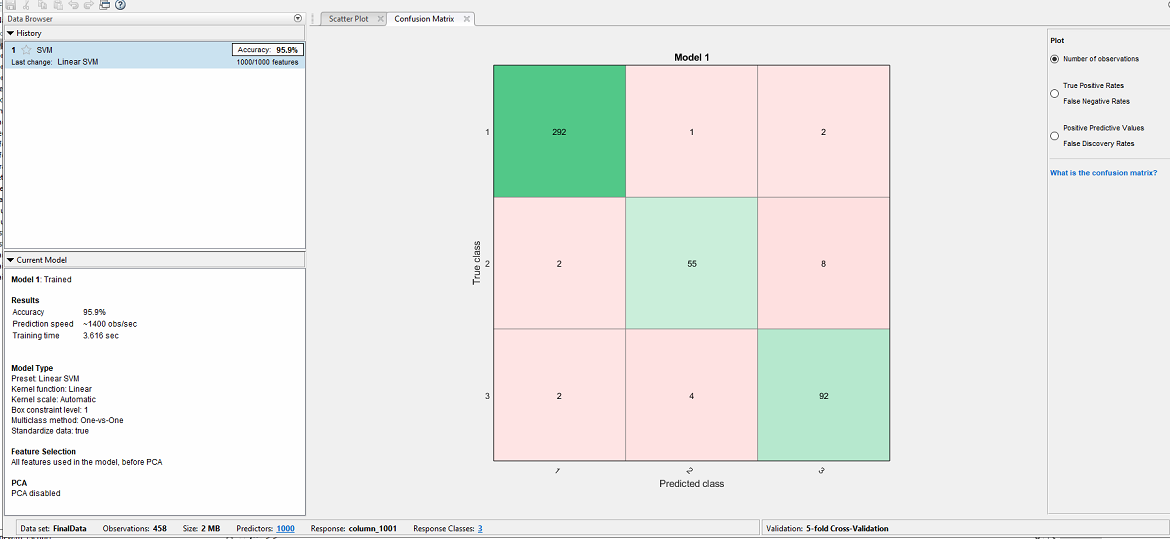 Data Browser
History
1 SVM Accuracy: 95.9%
Last change: Linear SVM 1000/1000 features
Current Model
Model 1: Trained
Results
Accuracy 95.9%
Prediction speed ~1400 obs/sec
Training time 3.616 sec
Model Type
Preset: Linear SVM
Kernel function: Linear
Kernel scale: Automatic
Box constraint level: 1
Multiclass method: One-vs-One
Standardize data: true
Feature Selection
All features used in the model, before PCA
PCA
PCA disabled
Scatter Plot Confusion Matrix
Model 1
1 292 1 2
True class
2 2 55 8
3 2 4 92
1 2 3
Predicted class
Plot
Number of observations
True Positive Rates
False Negative Rates
Positive Predictive Values
False Discovery Rates
What is the confusion matrix?
Data set: FinalData Observations: 458 Size: 2 MB Predictors: 1000 Response: column_1001 Response Classes: 3 Validation: 5-fold Cross-Validation